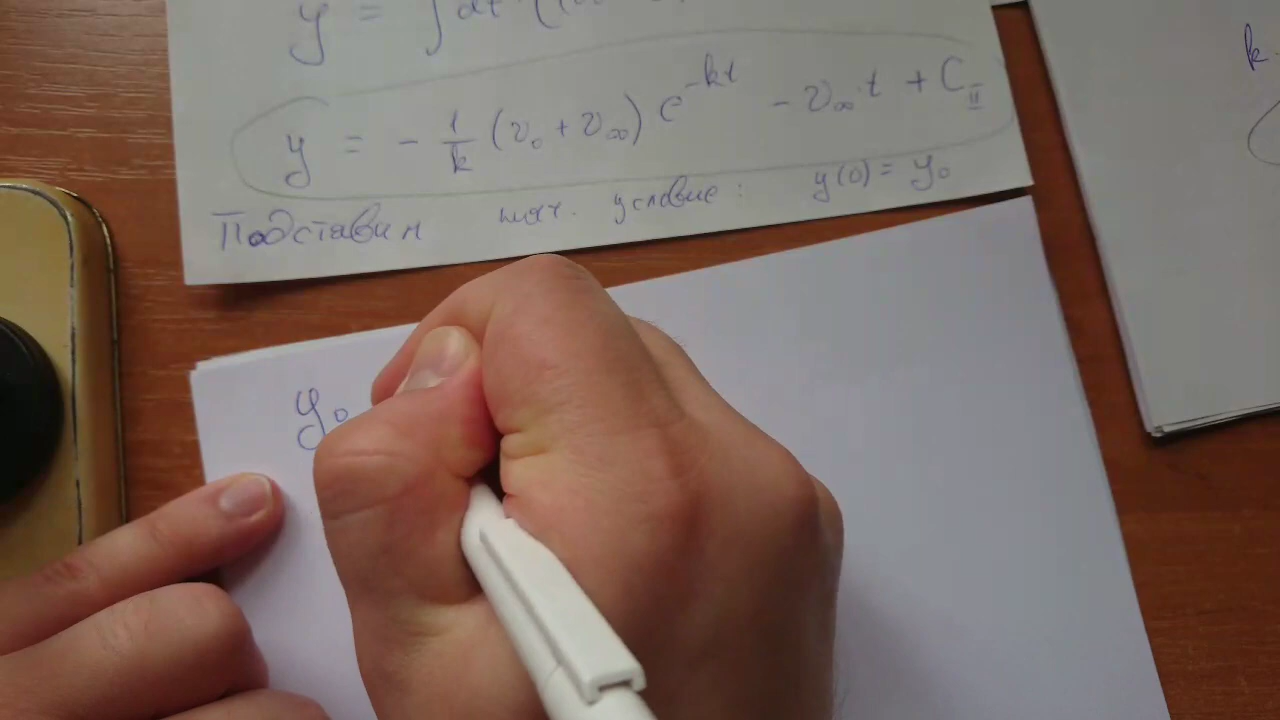 y = ∫ dt
y = - 1/k (v₀ + v∞) e^(-kt) - v∞ · t + C_II
Подставим нач. условие : y(0) = y₀
y₀
k